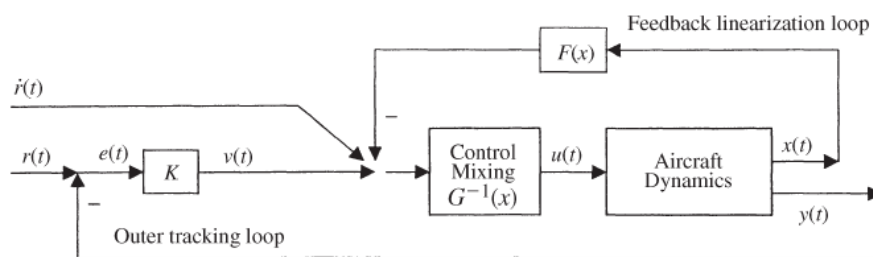 Feedback linearization loop
F(x)
−
ṙ(t)
r(t)
e(t)
K
v(t)
Control
Mixing
G⁻¹(x)
u(t)
Aircraft
Dynamics
x(t)
y(t)
−
Outer tracking loop